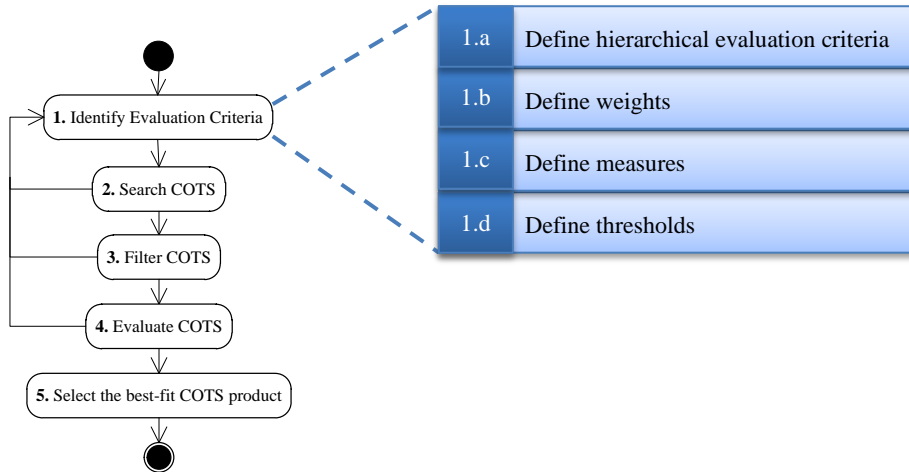 1. Identify Evaluation Criteria
2. Search COTS
3. Filter COTS
4. Evaluate COTS
5. Select the best-fit COTS product
1.a Define hierarchical evaluation criteria
1.b Define weights
1.c Define measures
1.d Define thresholds